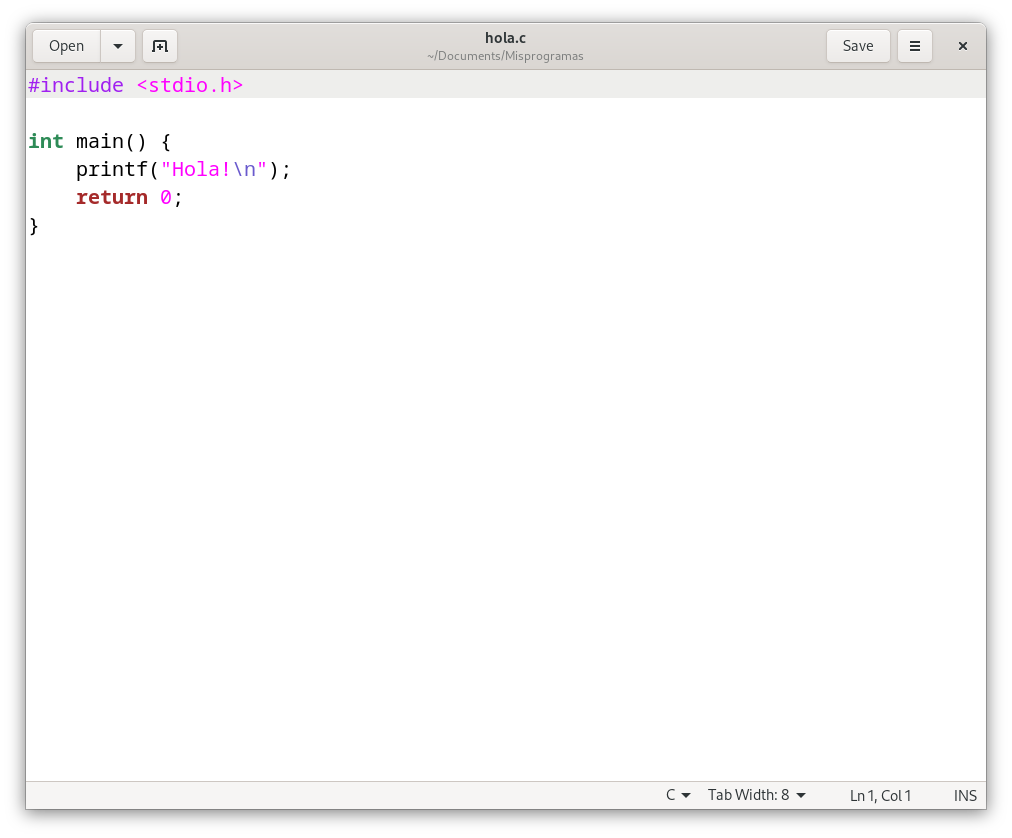 Open
hola.c
~/Documents/Misprogramas
Save
#include <stdio.h>
int main() {
    printf("Hola!\n");
    return 0;
}
C
Tab Width: 8
Ln 1, Col 1
INS